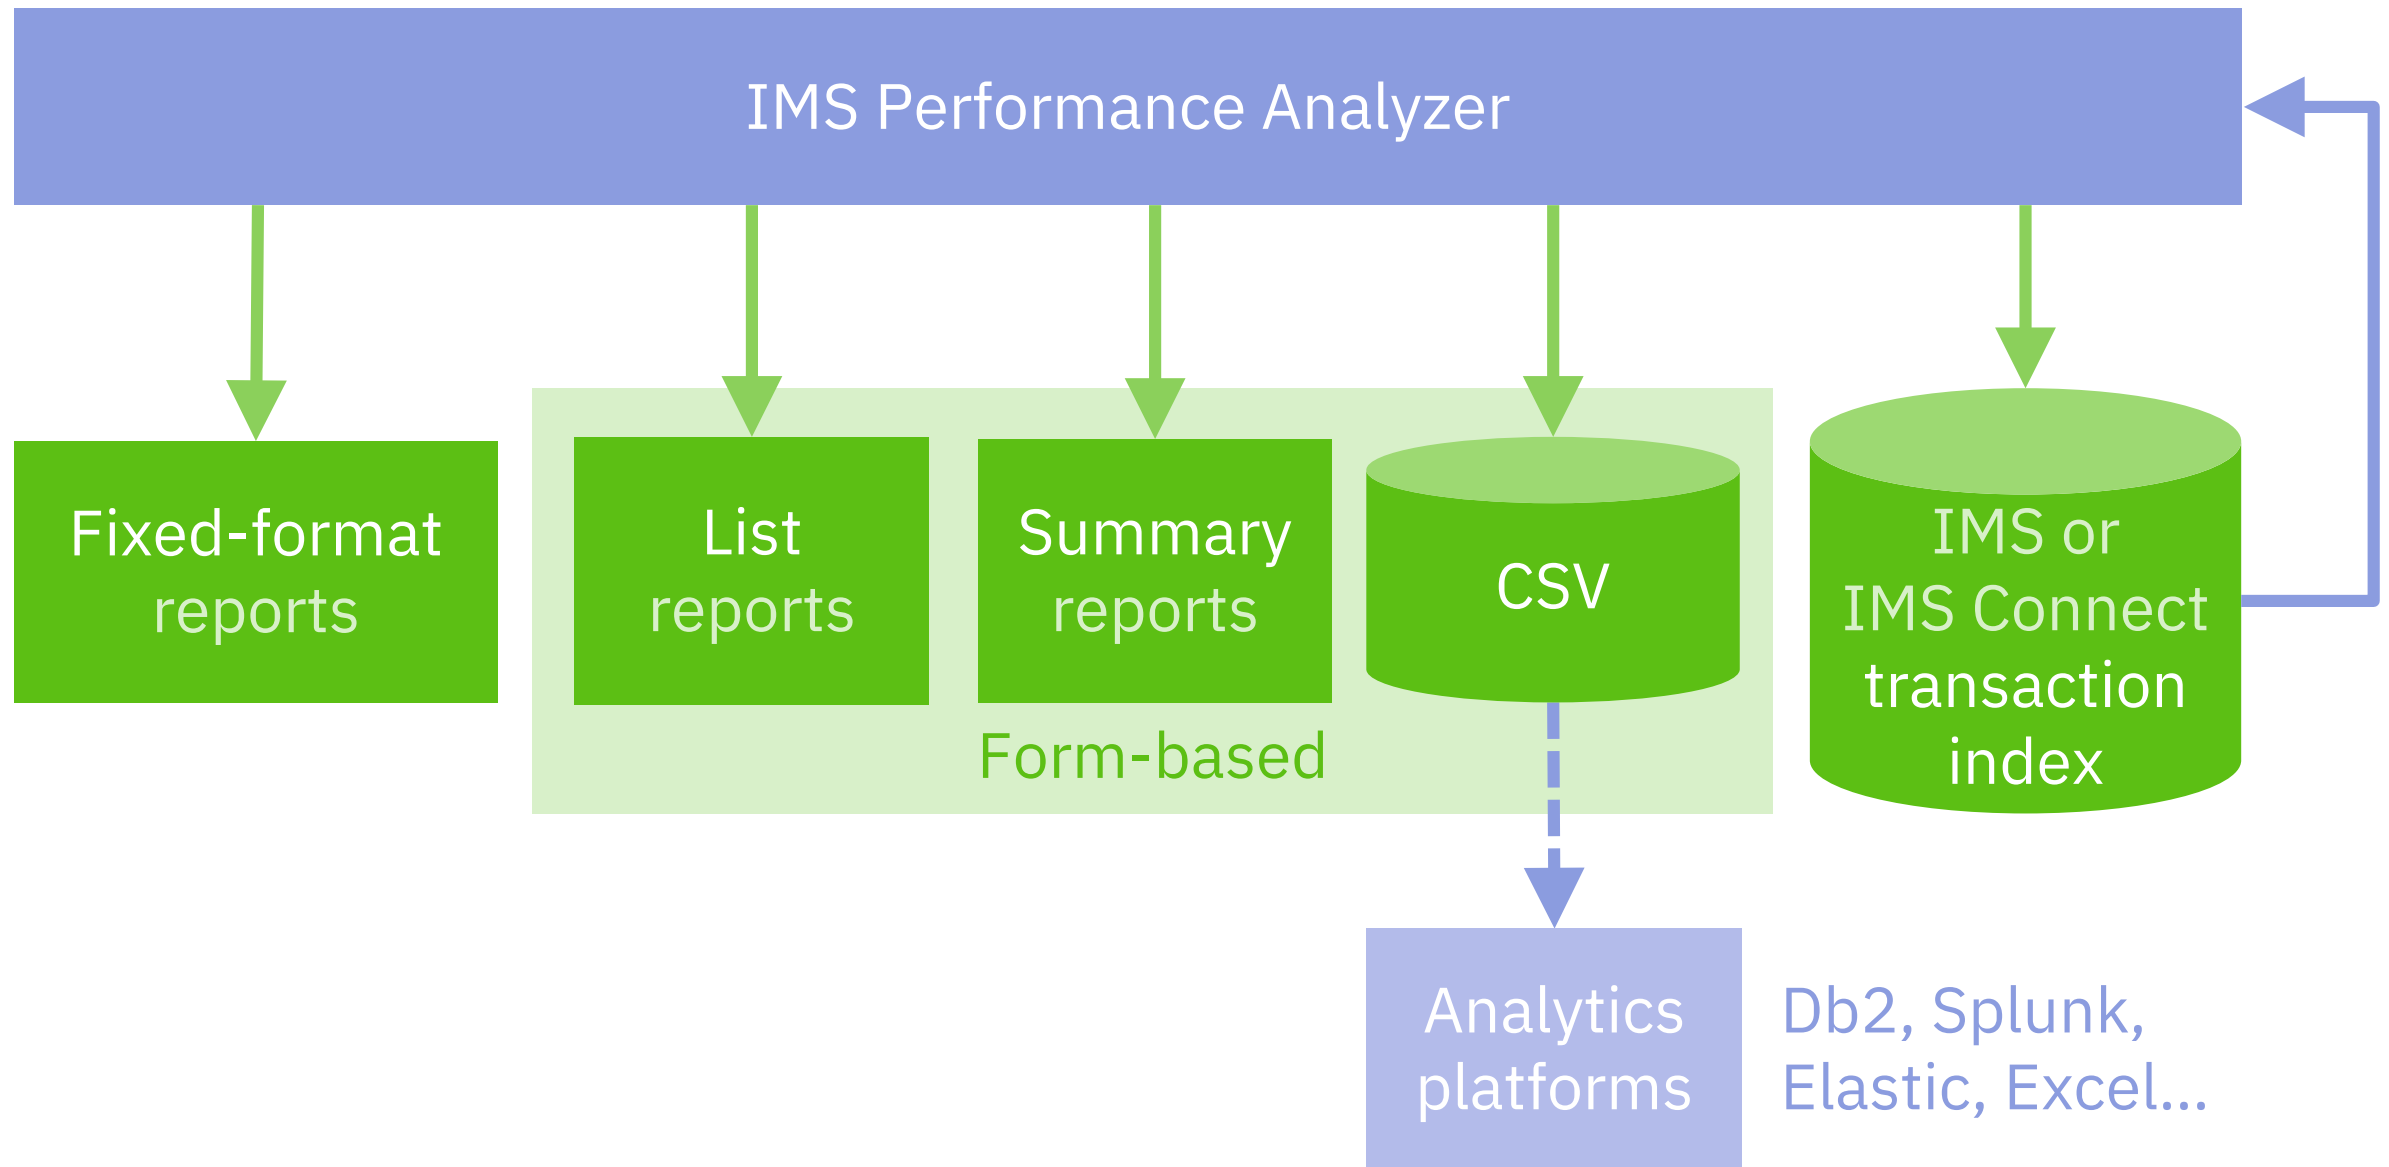 IMS Performance Analyzer
Fixed-format
reports
List
reports
Summary
reports
CSV
Form-based
IMS or
IMS Connect
transaction
index
Analytics
platforms
Db2, Splunk,
Elastic, Excel...